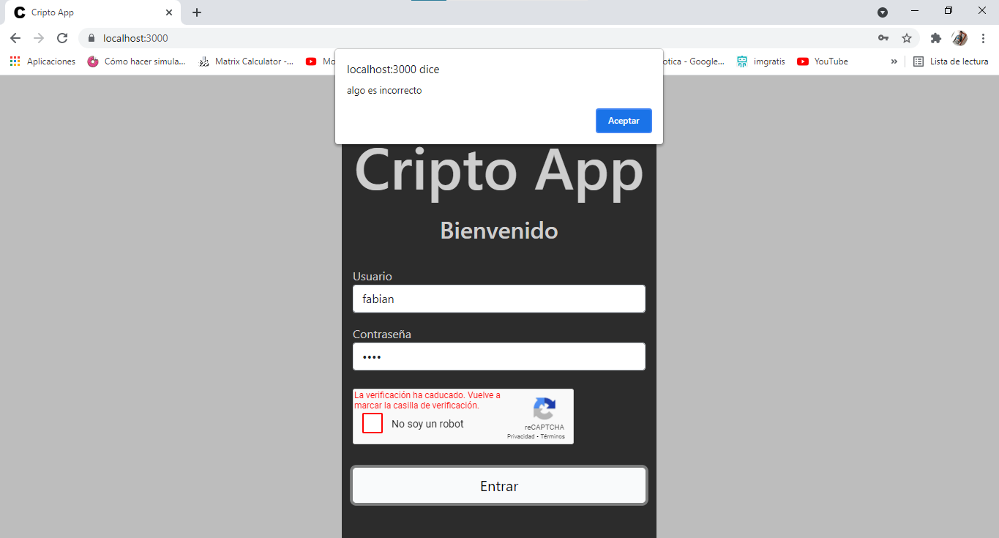 C Cripto App
localhost:3000
Aplicaciones
Cómo hacer simula...
Matrix Calculator -...
Mo
otica - Google...
imgratis
YouTube
»
Lista de lectura
localhost:3000 dice
algo es incorrecto
Aceptar
Cripto App
Bienvenido
Usuario
fabian
Contraseña
••••
La verificación ha caducado. Vuelve a
marcar la casilla de verificación.
No soy un robot
reCAPTCHA
Privacidad - Términos
Entrar